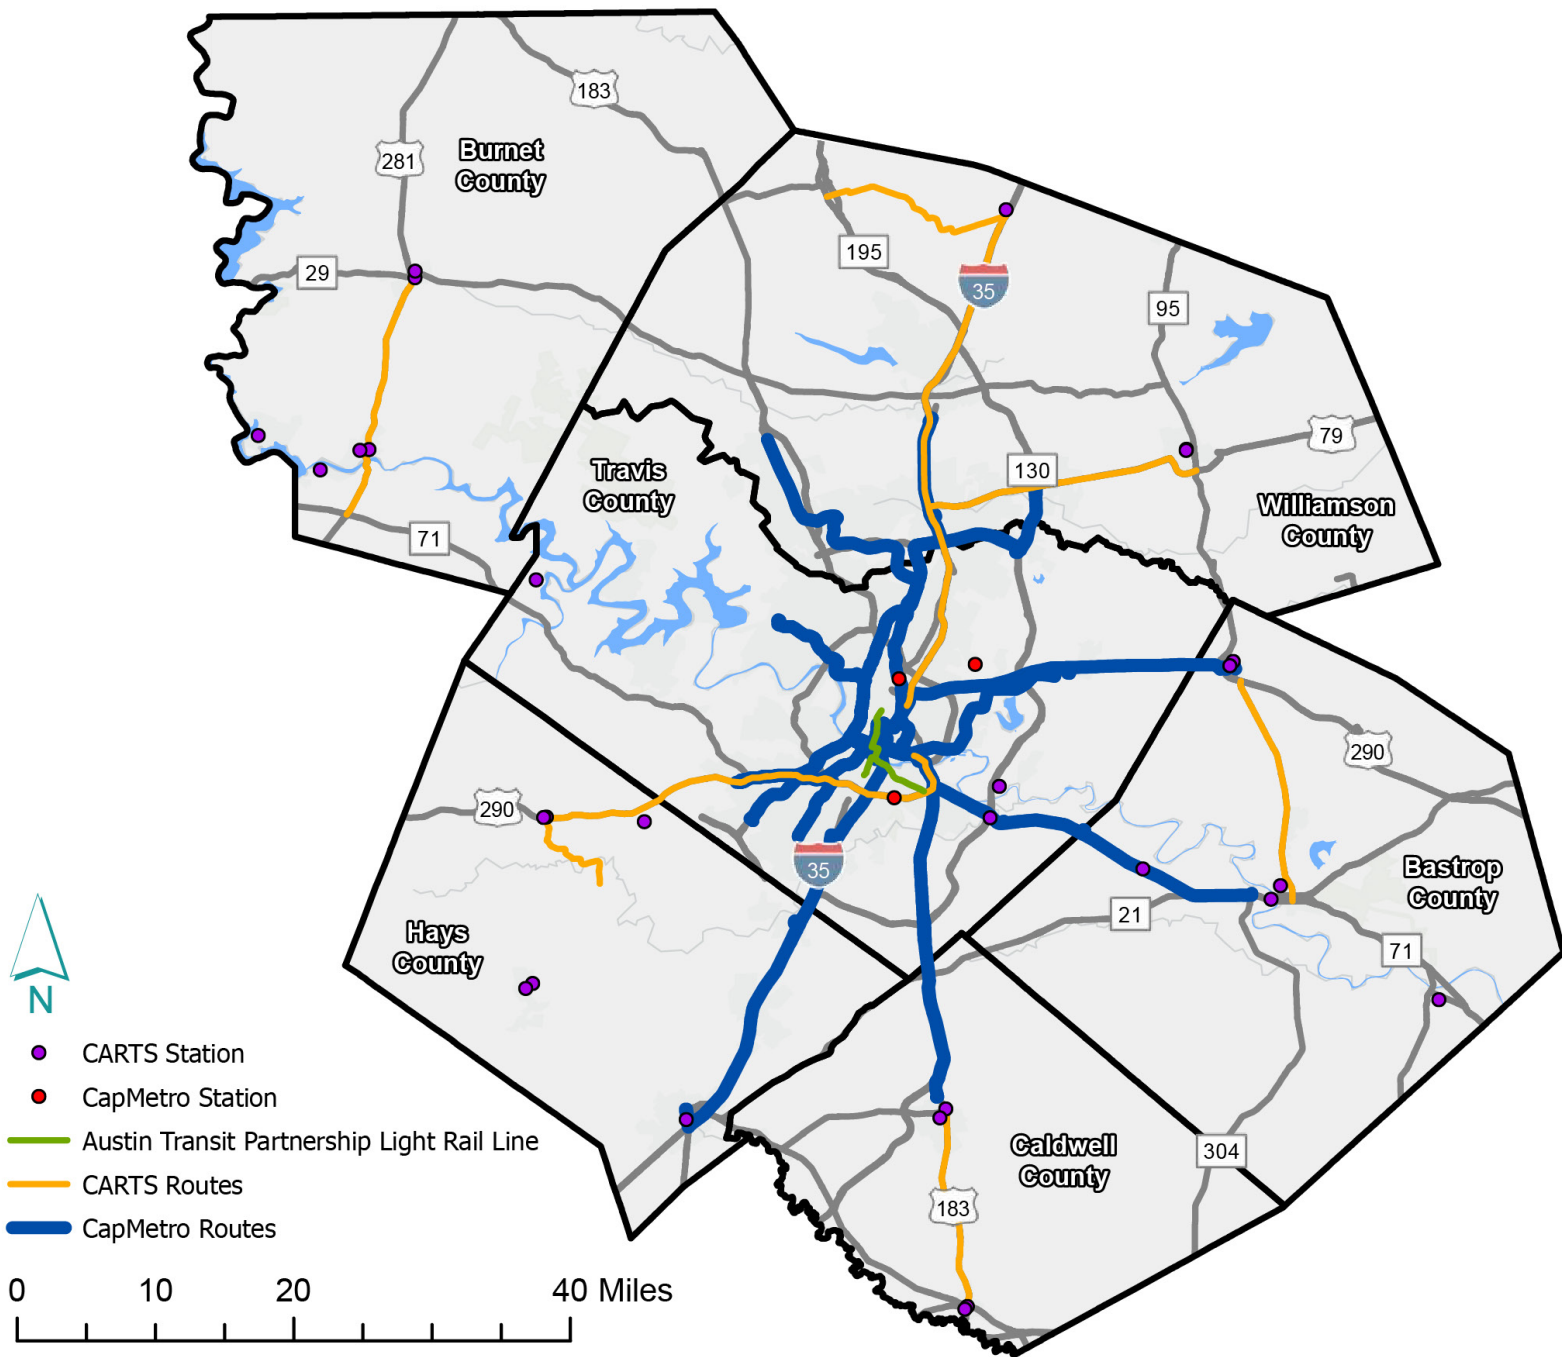 183
Burnet
County
281
195
29
35
95
79
130
Travis
County
Williamson
County
71
290
290
35
Bastrop
County
21
Hays
County
71
N
CARTS Station
CapMetro Station
Austin Transit Partnership Light Rail Line
Caldwell
County
304
CARTS Routes
183
CapMetro Routes
0 10 20 40 Miles